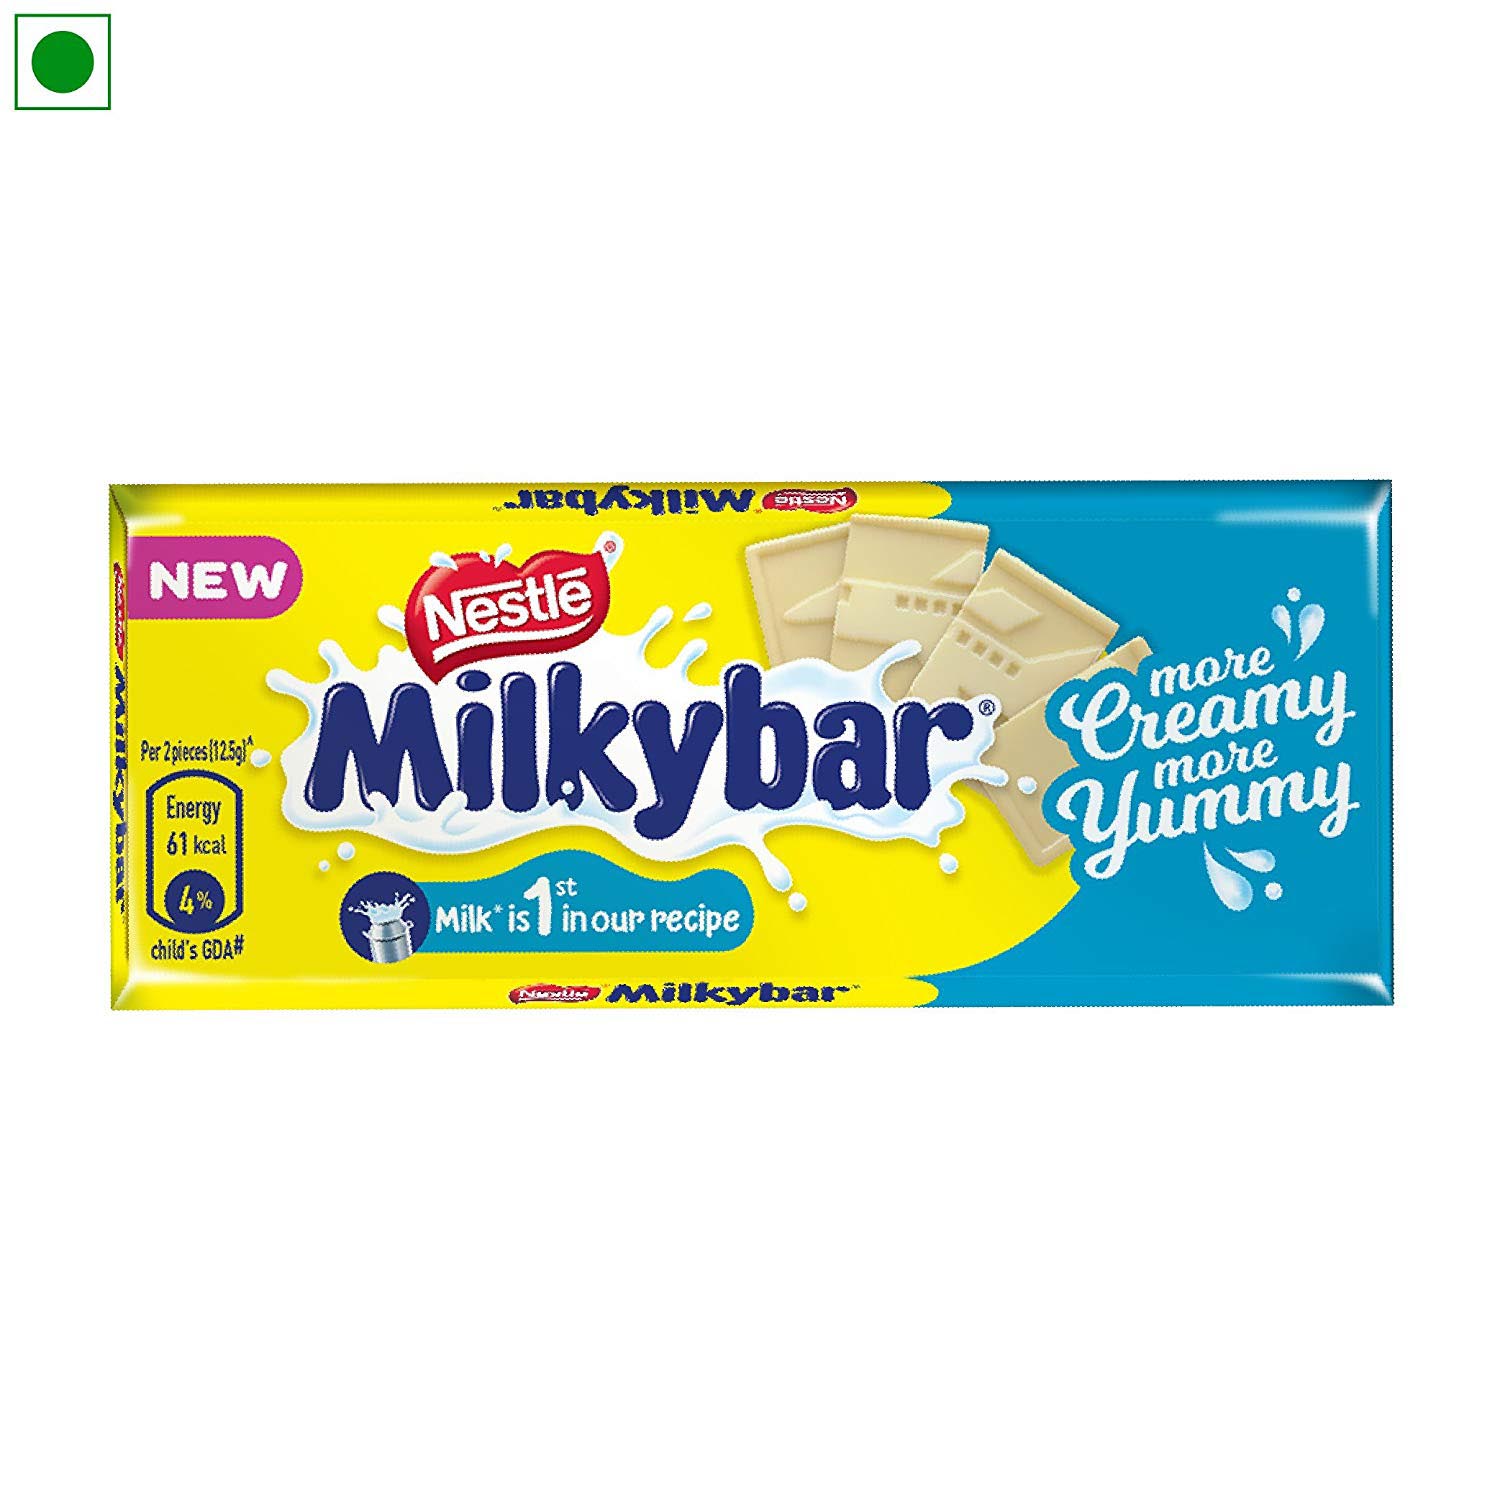 Milkybar Nestlé
NEW
Nestlé®
Milkybar®
more
Creamy
more
Yummy
Per 2 pieces (12.5g)^
Energy
61 kcal
4%
child's GDA#
Milk* is 1st in our recipe
Milkybar
Nestlé Milkybar